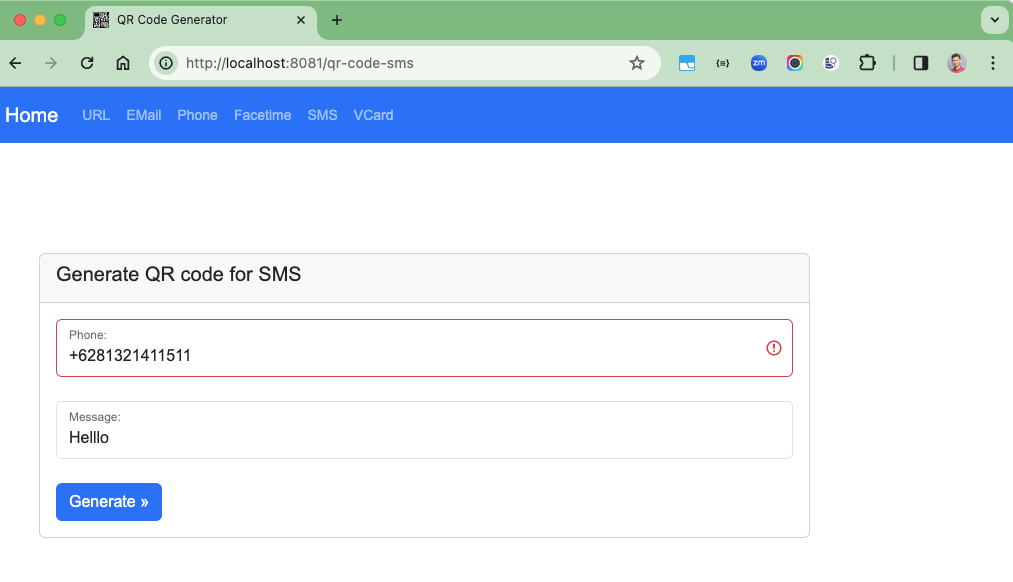 QR Code Generator
http://localhost:8081/qr-code-sms
zm
Home URL EMail Phone Facetime SMS VCard
Generate QR code for SMS
Phone:
+6281321411511
Message:
Helllo
Generate »